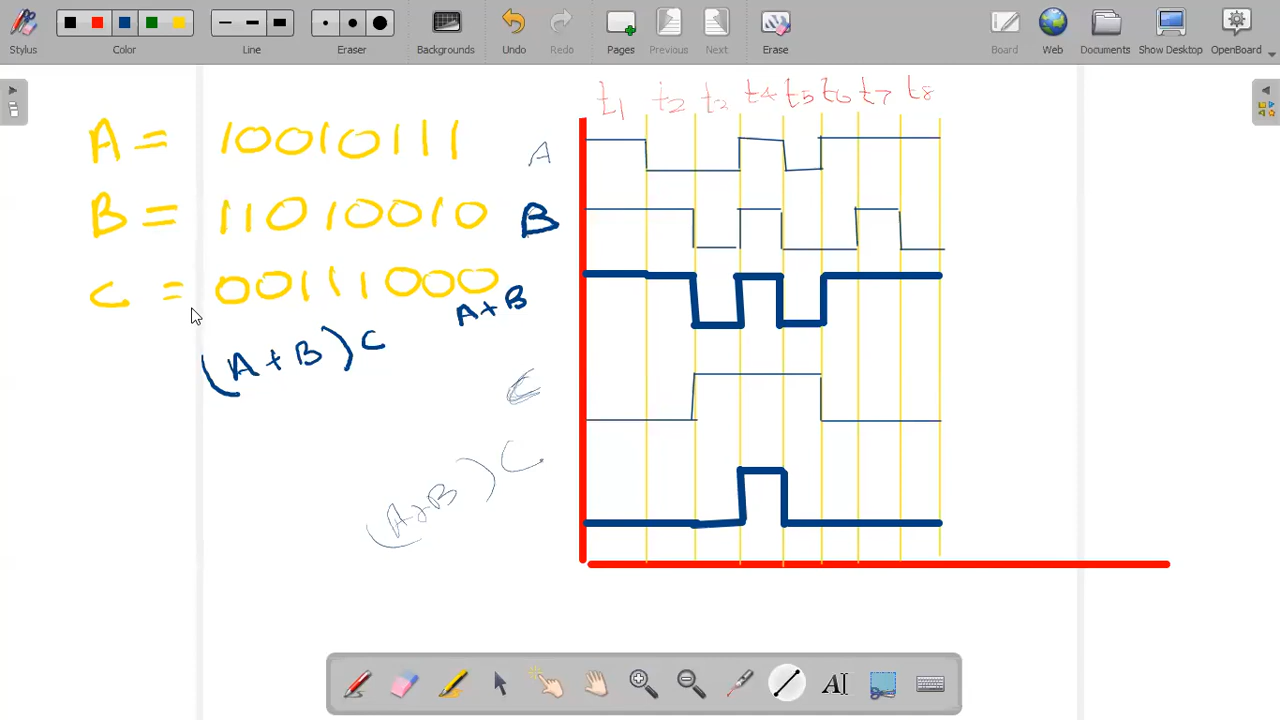 Stylus Color Line Eraser Backgrounds Undo Redo Pages Previous Next Erase Board Web Documents Show Desktop OpenBoard
t1 t2 t3 t4 t5 t6 t7 t8
A = 10010111 A
B = 11010010 B
C = 00111000
A+B
(A+B)C
C
(A+B)C
AI